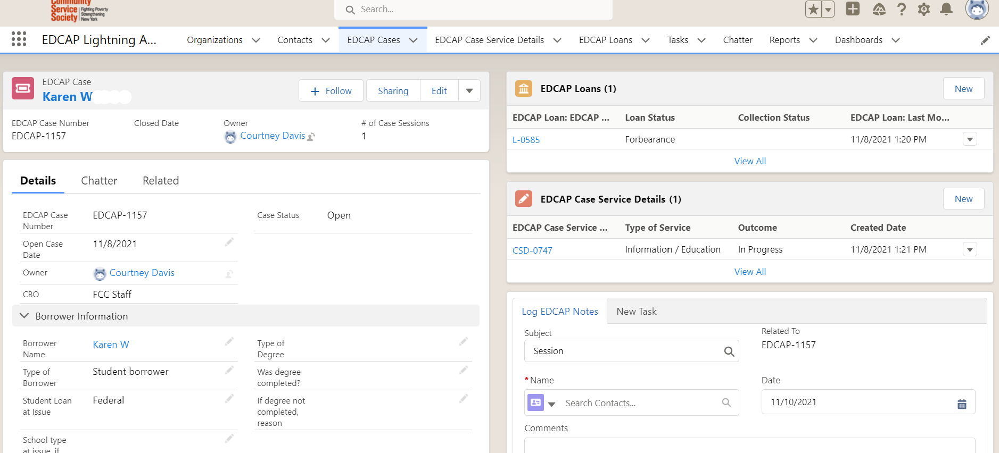 Community
Service
Society
Fighting Poverty
Strengthening
New York
Search...
EDCAP Lightning A...
Organizations
Contacts
EDCAP Cases
EDCAP Case Service Details
EDCAP Loans
Tasks
Chatter
Reports
Dashboards
EDCAP Case
Karen W
Follow
Sharing
Edit
EDCAP Case Number
Closed Date
Owner
# of Case Sessions
EDCAP-1157
Courtney Davis
1
Details
Chatter
Related
EDCAP Case
Number
EDCAP-1157
Case Status
Open
Open Case
Date
11/8/2021
Owner
Courtney Davis
CBO
FCC Staff
Borrower Information
Borrower
Name
Karen W
Type of
Degree
Type of
Borrower
Student borrower
Was degree
completed?
Student Loan
at Issue
Federal
If degree not
completed,
reason
School type
at issue, if
EDCAP Loans (1)
New
EDCAP Loan: EDCAP ...
Loan Status
Collection Status
EDCAP Loan: Last Mo...
L-0585
Forbearance
11/8/2021 1:20 PM
View All
EDCAP Case Service Details (1)
New
EDCAP Case Service ...
Type of Service
Outcome
Created Date
CSD-0747
Information / Education
In Progress
11/8/2021 1:21 PM
View All
Log EDCAP Notes
New Task
Subject
Session
Related To
EDCAP-1157
*Name
Search Contacts...
Date
11/10/2021
Comments